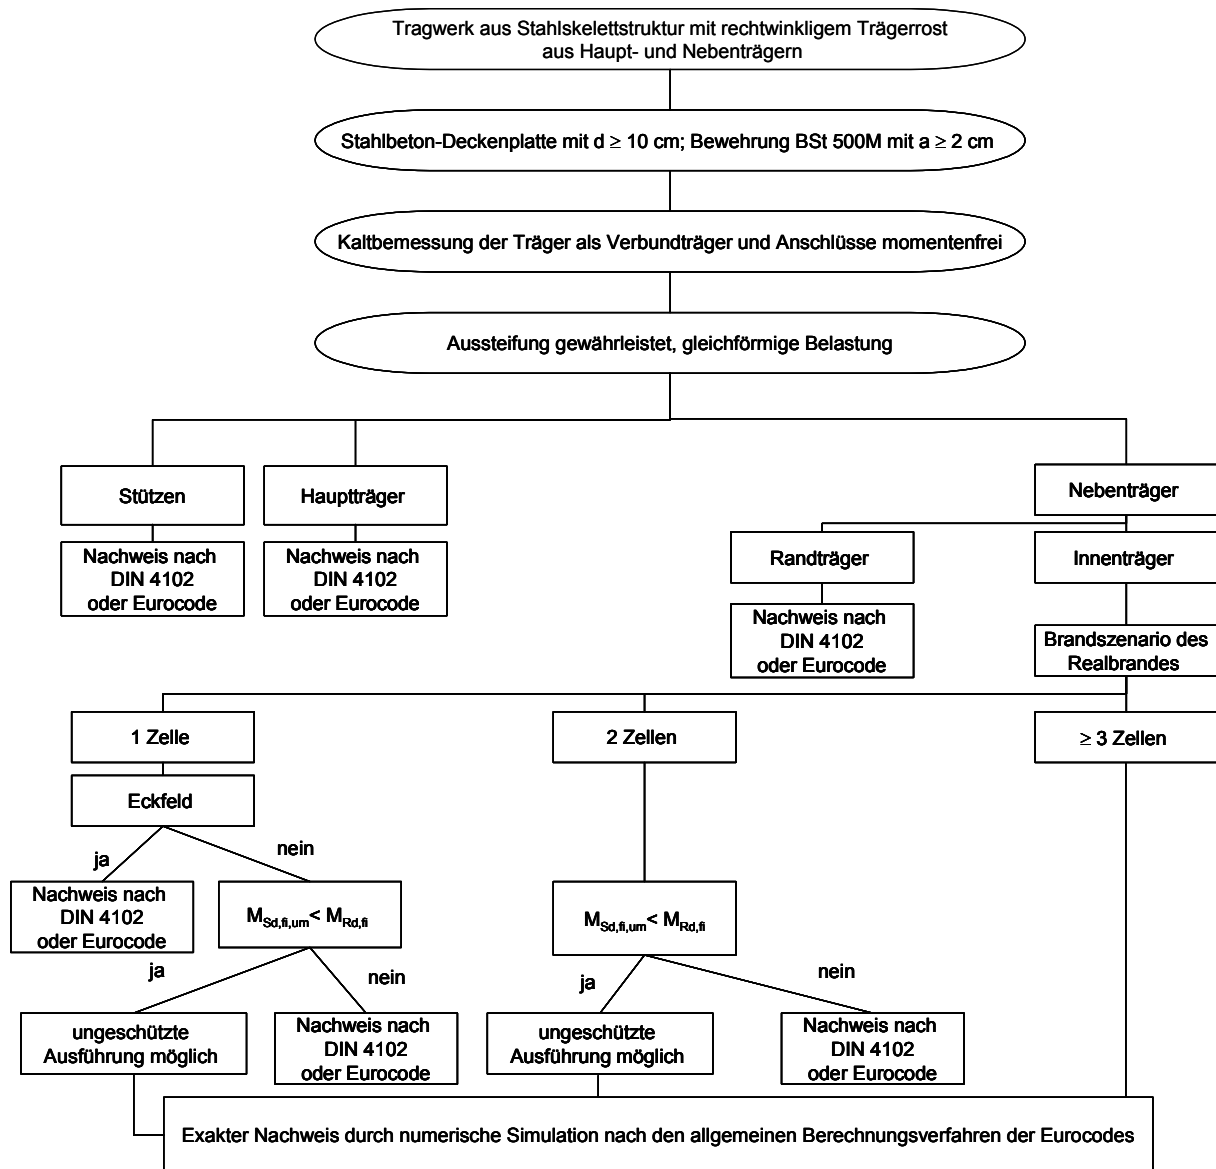 Tragwerk aus Stahlskelettstruktur mit rechtwinkligem Trägerrost
aus Haupt- und Nebenträgern
Stahlbeton-Deckenplatte mit d ≥ 10 cm; Bewehrung BSt 500M mit a ≥ 2 cm
Kaltbemessung der Träger als Verbundträger und Anschlüsse momentenfrei
Aussteifung gewährleistet, gleichförmige Belastung
Stützen
Hauptträger
Nebenträger
Nachweis nach
DIN 4102
oder Eurocode
Nachweis nach
DIN 4102
oder Eurocode
Randträger
Innenträger
Nachweis nach
DIN 4102
oder Eurocode
Brandszenario des
Realbrandes
1 Zelle
2 Zellen
≥ 3 Zellen
Eckfeld
ja
nein
Nachweis nach
DIN 4102
oder Eurocode
M_Sd,fi,um < M_Rd,fi
M_Sd,fi,um < M_Rd,fi
ja
nein
ja
nein
ungeschützte
Ausführung möglich
Nachweis nach
DIN 4102
oder Eurocode
ungeschützte
Ausführung möglich
Nachweis nach
DIN 4102
oder Eurocode
Exakter Nachweis durch numerische Simulation nach den allgemeinen Berechnungsverfahren der Eurocodes